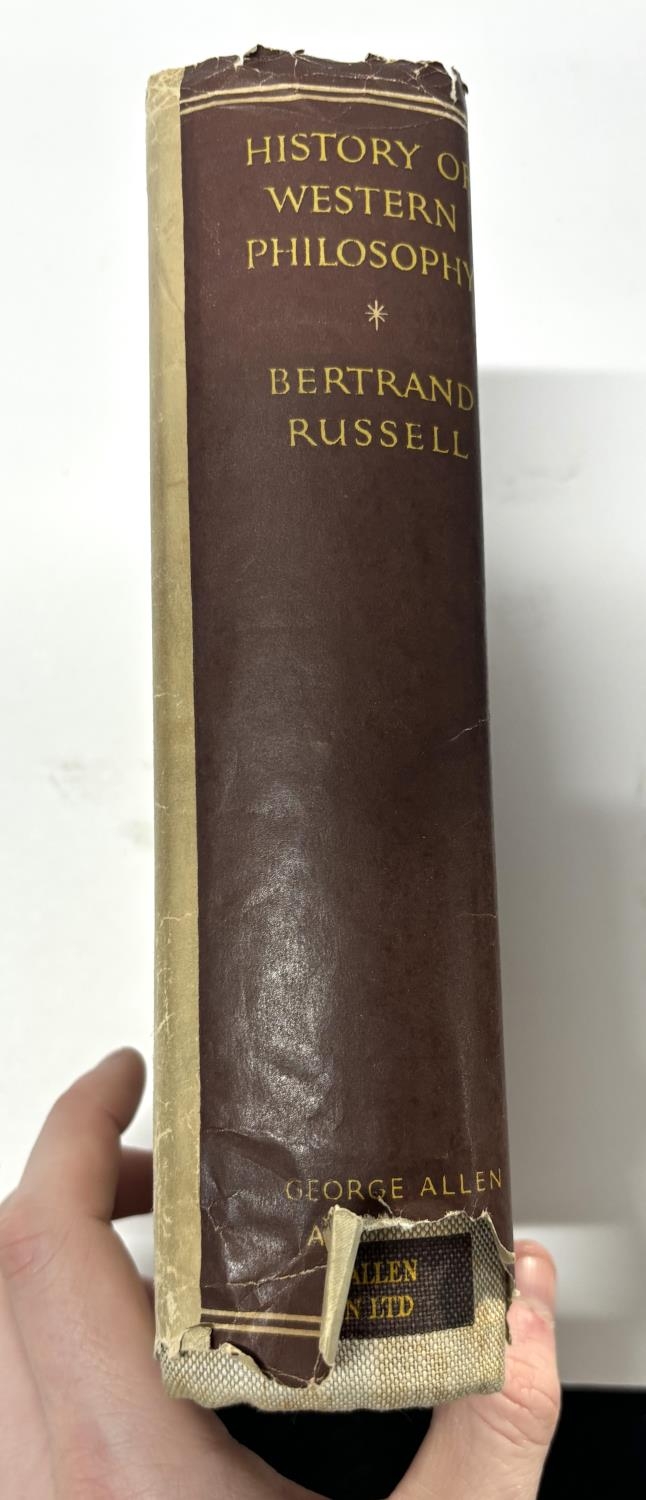 HISTORY OF
WESTERN
PHILOSOPHY
BERTRAND
RUSSELL
GEORGE ALLEN
ALLEN
LTD